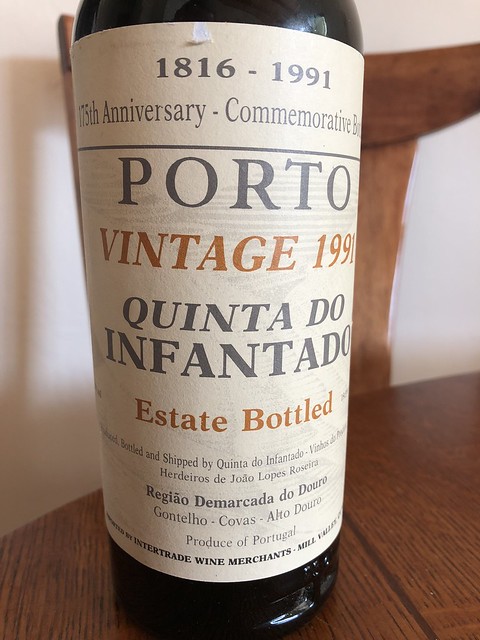 1816 - 1991
175th Anniversary - Commemorative
PORTO
VINTAGE 1991
QUINTA DO
INFANTADO
Estate Bottled
Bottled and Shipped by Quinta do Infantado - Vinhos do
Herdeiros de João Lopes Roseira
Região Demarcada do Douro
Gontelho - Covas - Alto Douro
Produce of Portugal
BY INTERTRADE WINE MERCHANTS - MILL VALLEY,